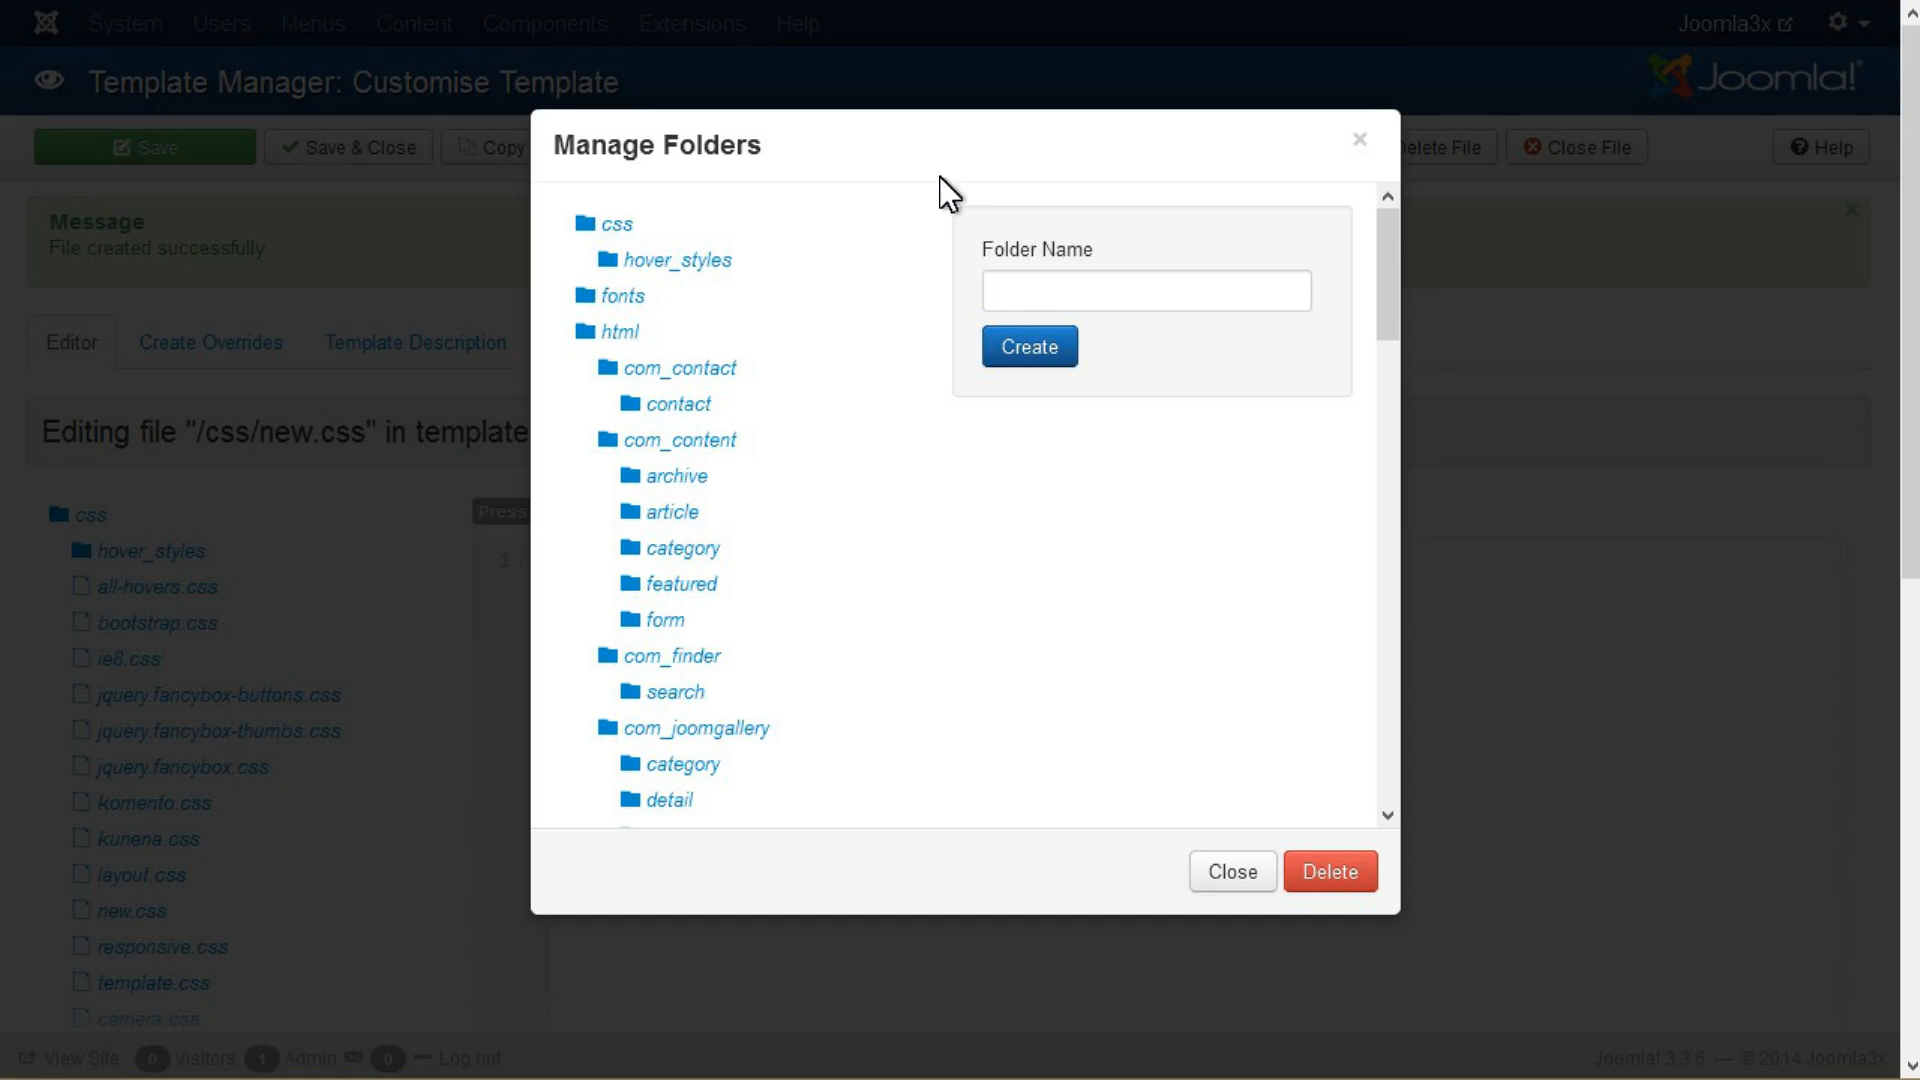 System Users Menus Content Components Extensions Help Joomla3x
Template Manager: Customise Template Joomla!
Save Save & Close Copy elete File Close File Help
Manage Folders ×
Message ×
File created successfully.
Editor Create Overrides Template Description
Editing file "/css/new.css" in template
css
hover_styles
all-hovers.css
bootstrap.css
ie8.css
jquery.fancybox-buttons.css
jquery.fancybox-thumbs.css
jquery.fancybox.css
komento.css
kunena.css
layout.css
new.css
responsive.css
template.css
camera.css
Press
1
css
hover_styles
fonts
html
com_contact
contact
com_content
archive
article
category
featured
form
com_finder
search
com_joomgallery
category
detail
Folder Name
Create
Close Delete
View Site 0 Visitors 1 Admin 0 Log out Joomla! 3.3.6 — © 2014 Joomla3x